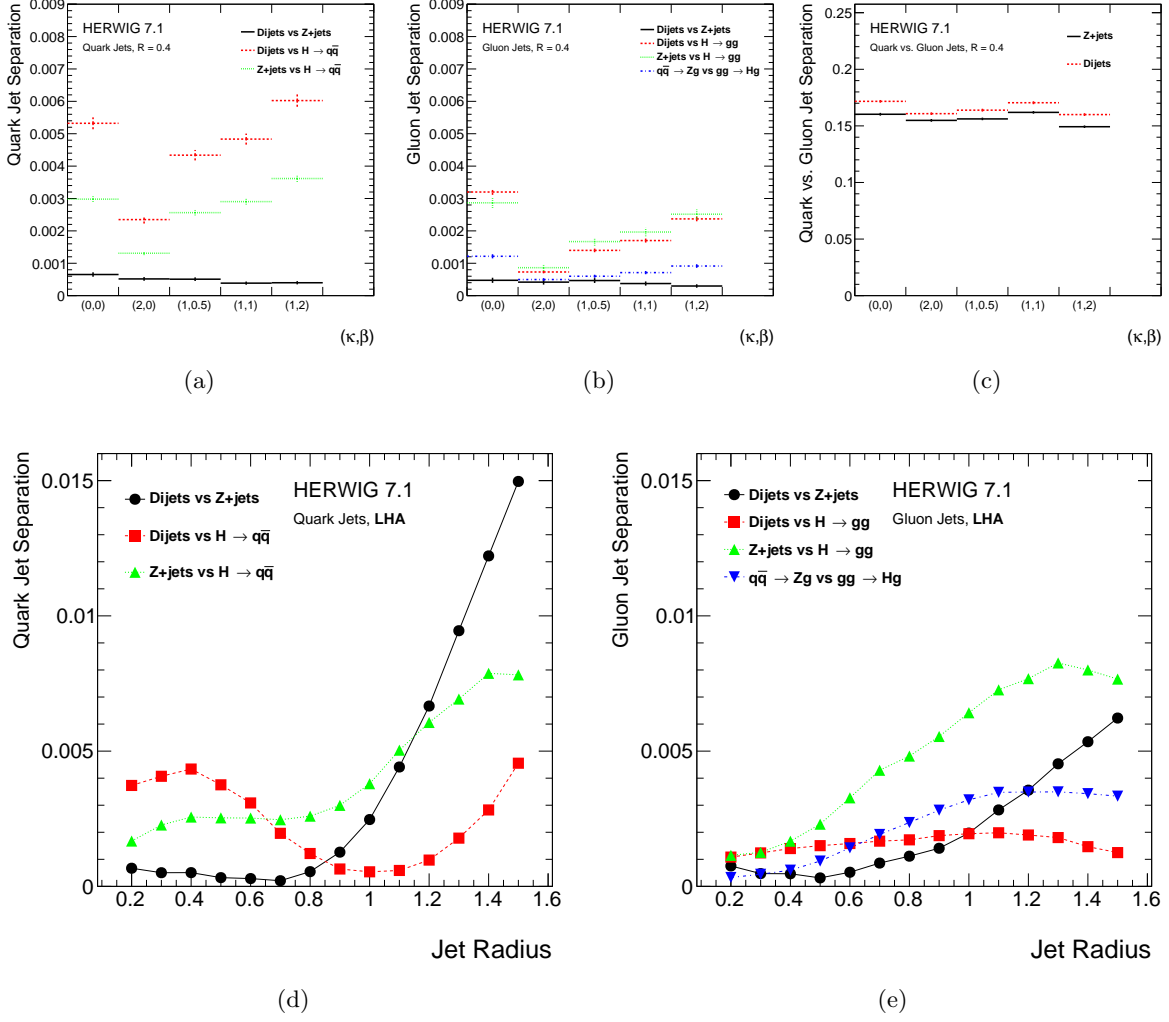 HERWIG 7.1
Quark Jets, R = 0.4
Dijets vs Z+jets
Dijets vs H → qq̅
Z+jets vs H → qq̅
Quark Jet Separation
0.009
0.008
0.007
0.006
0.005
0.004
0.003
0.002
0.001
0
(0,0) (2,0) (1,0.5) (1,1) (1,2)
(κ,β)
(a)
HERWIG 7.1
Gluon Jets, R = 0.4
Dijets vs Z+jets
Dijets vs H → gg
Z+jets vs H → gg
qq̅ → Zg vs gg → Hg
Gluon Jet Separation
0.009
0.008
0.007
0.006
0.005
0.004
0.003
0.002
0.001
0
(0,0) (2,0) (1,0.5) (1,1) (1,2)
(κ,β)
(b)
HERWIG 7.1
Quark vs. Gluon Jets, R = 0.4
Z+jets
Dijets
Quark vs. Gluon Jet Separation
0.25
0.2
0.15
0.1
0.05
0
(0,0) (2,0) (1,0.5) (1,1) (1,2)
(κ,β)
(c)
HERWIG 7.1
Quark Jets, LHA
Dijets vs Z+jets
Dijets vs H → qq̅
Z+jets vs H → qq̅
Quark Jet Separation
0.015
0.01
0.005
0
0.2 0.4 0.6 0.8 1 1.2 1.4 1.6
Jet Radius
(d)
HERWIG 7.1
Gluon Jets, LHA
Dijets vs Z+jets
Dijets vs H → gg
Z+jets vs H → gg
qq̅ → Zg vs gg → Hg
Gluon Jet Separation
0.015
0.01
0.005
0
0.2 0.4 0.6 0.8 1 1.2 1.4 1.6
Jet Radius
(e)